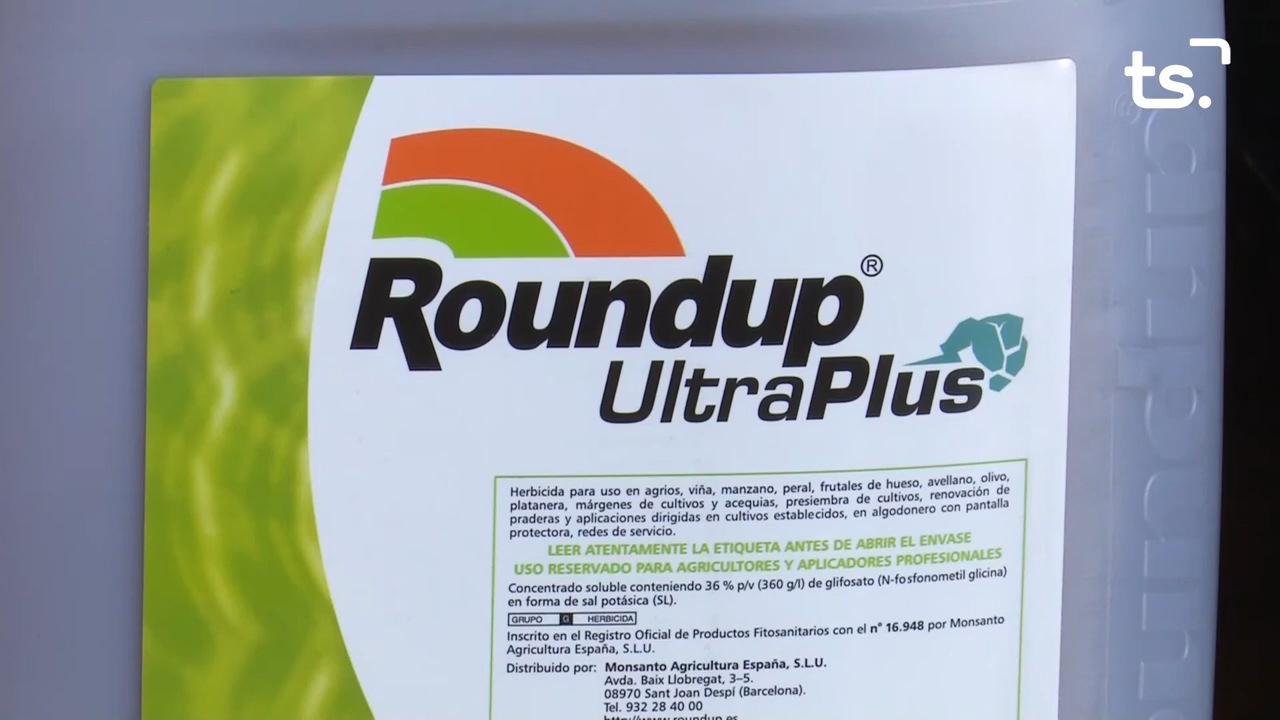 ts.
Roundup®
UltraPlus
Herbicida para uso en agrios, viña, manzano, peral, frutales de hueso, avellano, olivo,
platanera, márgenes de cultivos y acequias, presiembra de cultivos, renovación de
praderas y aplicaciones dirigidas en cultivos establecidos, en algodonero con pantalla
protectora, redes de servicio.
LEER ATENTAMENTE LA ETIQUETA ANTES DE ABRIR EL ENVASE
USO RESERVADO PARA AGRICULTORES Y APLICADORES PROFESIONALES
Concentrado soluble conteniendo 36 % p/v (360 g/l) de glifosato (N-fosfonometil glicina)
en forma de sal potásica (SL).
GRUPO G HERBICIDA
Inscrito en el Registro Oficial de Productos Fitosanitarios con el n° 16.948 por Monsanto
Agricultura España, S.L.U.
Distribuido por: Monsanto Agricultura España, S.L.U.
Avda. Baix Llobregat, 3-5.
08970 Sant Joan Despí (Barcelona).
Tel. 932 28 40 00
http://www.roundup.es